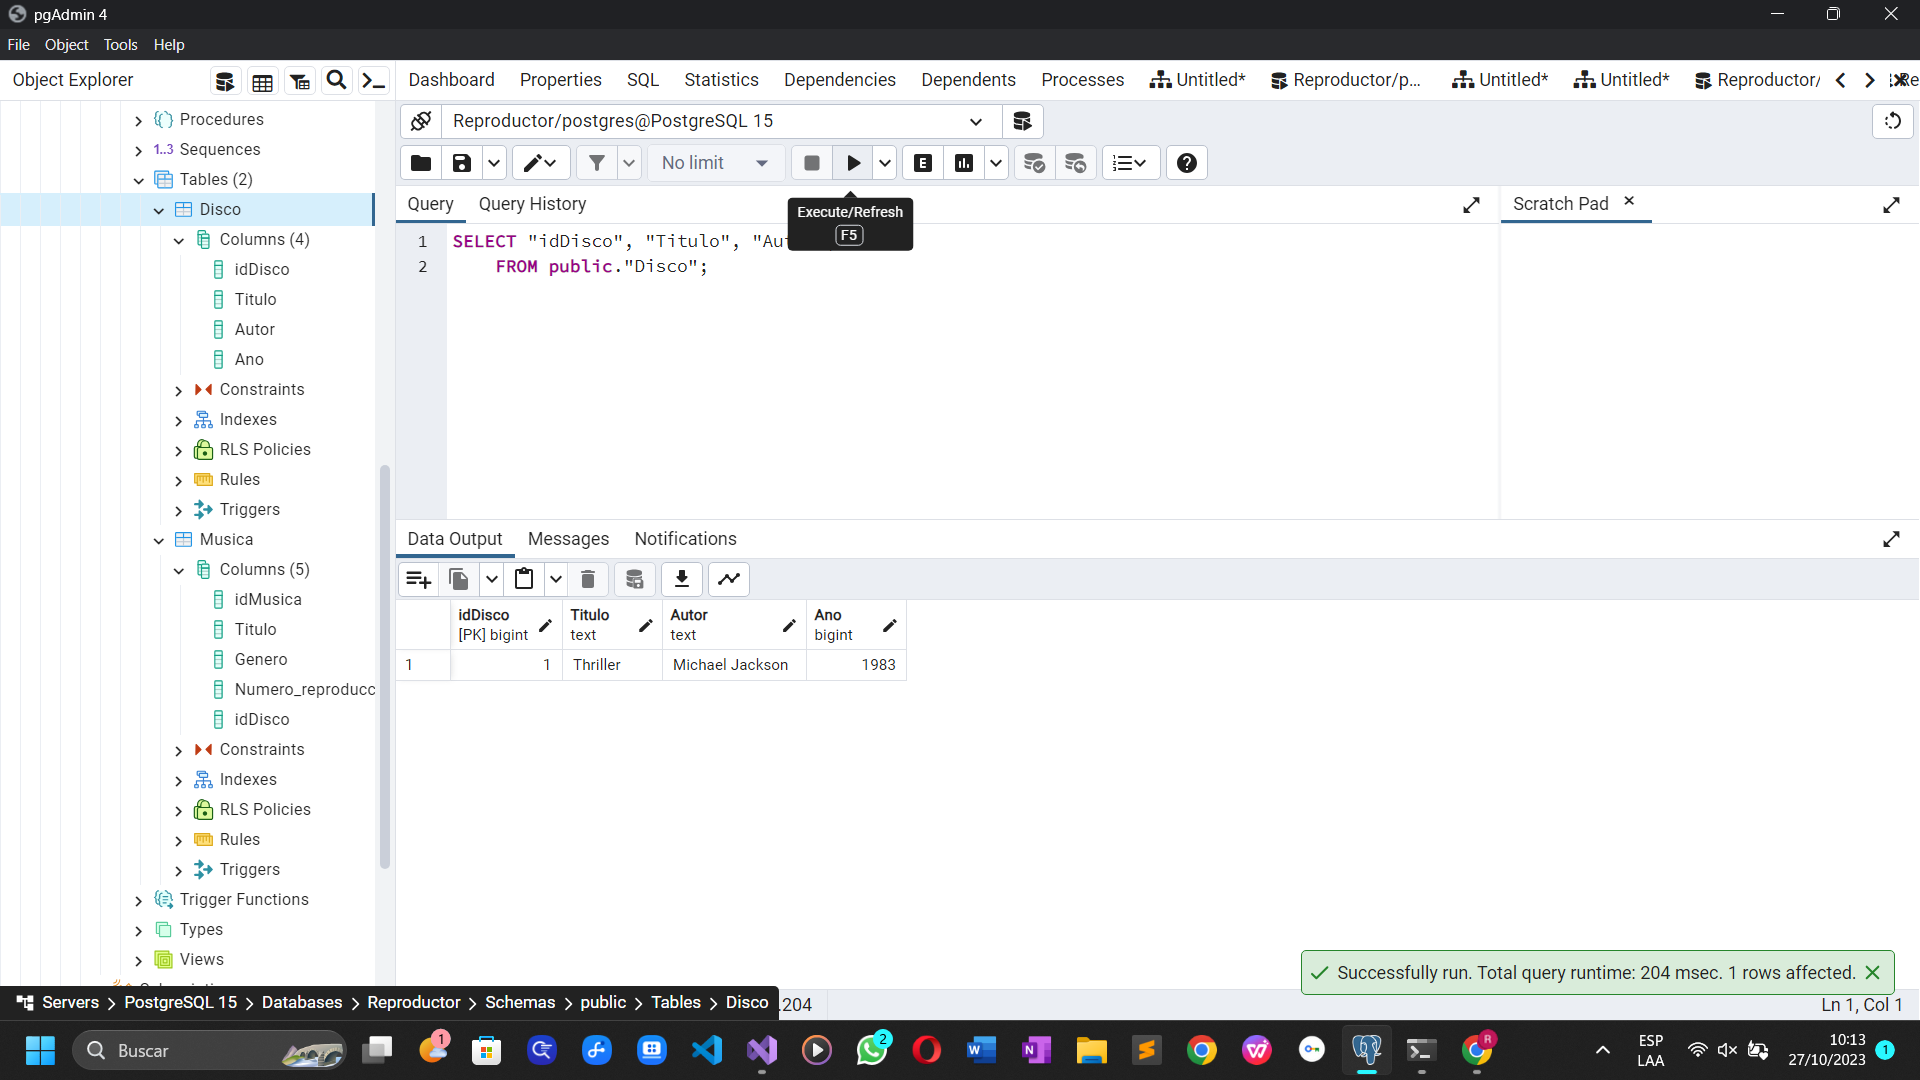 pgAdmin 4
File Object Tools Help
Object Explorer
Dashboard Properties SQL Statistics Dependencies Dependents Processes Untitled* Reproductor/p... Untitled* Untitled* Reproductor/
Procedures
1..3 Sequences
Tables (2)
Disco
Columns (4)
idDisco
Titulo
Autor
Ano
Constraints
Indexes
RLS Policies
Rules
Triggers
Musica
Columns (5)
idMusica
Titulo
Genero
Numero_reproducc
idDisco
Constraints
Indexes
RLS Policies
Rules
Triggers
Trigger Functions
Types
Views
Reproductor/postgres@PostgreSQL 15
No limit
E
Query Query History
Execute/Refresh
F5
Scratch Pad
1 SELECT "idDisco", "Titulo", "Au
2 FROM public."Disco";
Data Output Messages Notifications
idDisco Titulo Autor Ano
[PK] bigint text text bigint
1 1 Thriller Michael Jackson 1983
Successfully run. Total query runtime: 204 msec. 1 rows affected.
Servers > PostgreSQL 15 > Databases > Reproductor > Schemas > public > Tables > Disco
.204
Ln 1, Col 1
Buscar
1
2
R
ESP
LAA
10:13
27/10/2023
1